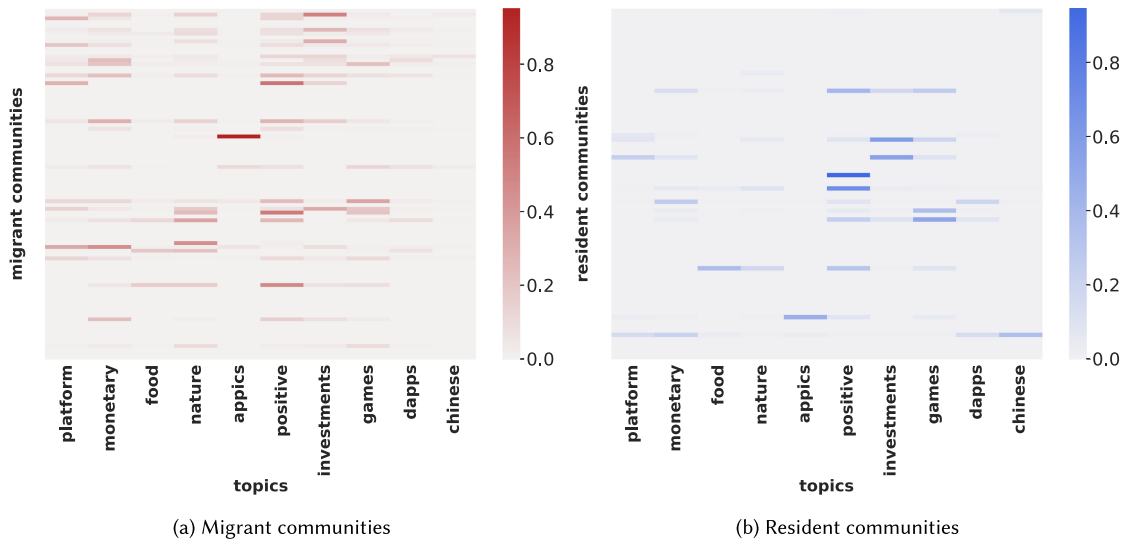 migrant communities
0.8
0.6
0.4
0.2
0.0
platform
monetary
food
nature
appics
positive
investments
games
dapps
chinese
topics
(a) Migrant communities
resident communities
0.8
0.6
0.4
0.2
0.0
platform
monetary
food
nature
appics
positive
investments
games
dapps
chinese
topics
(b) Resident communities